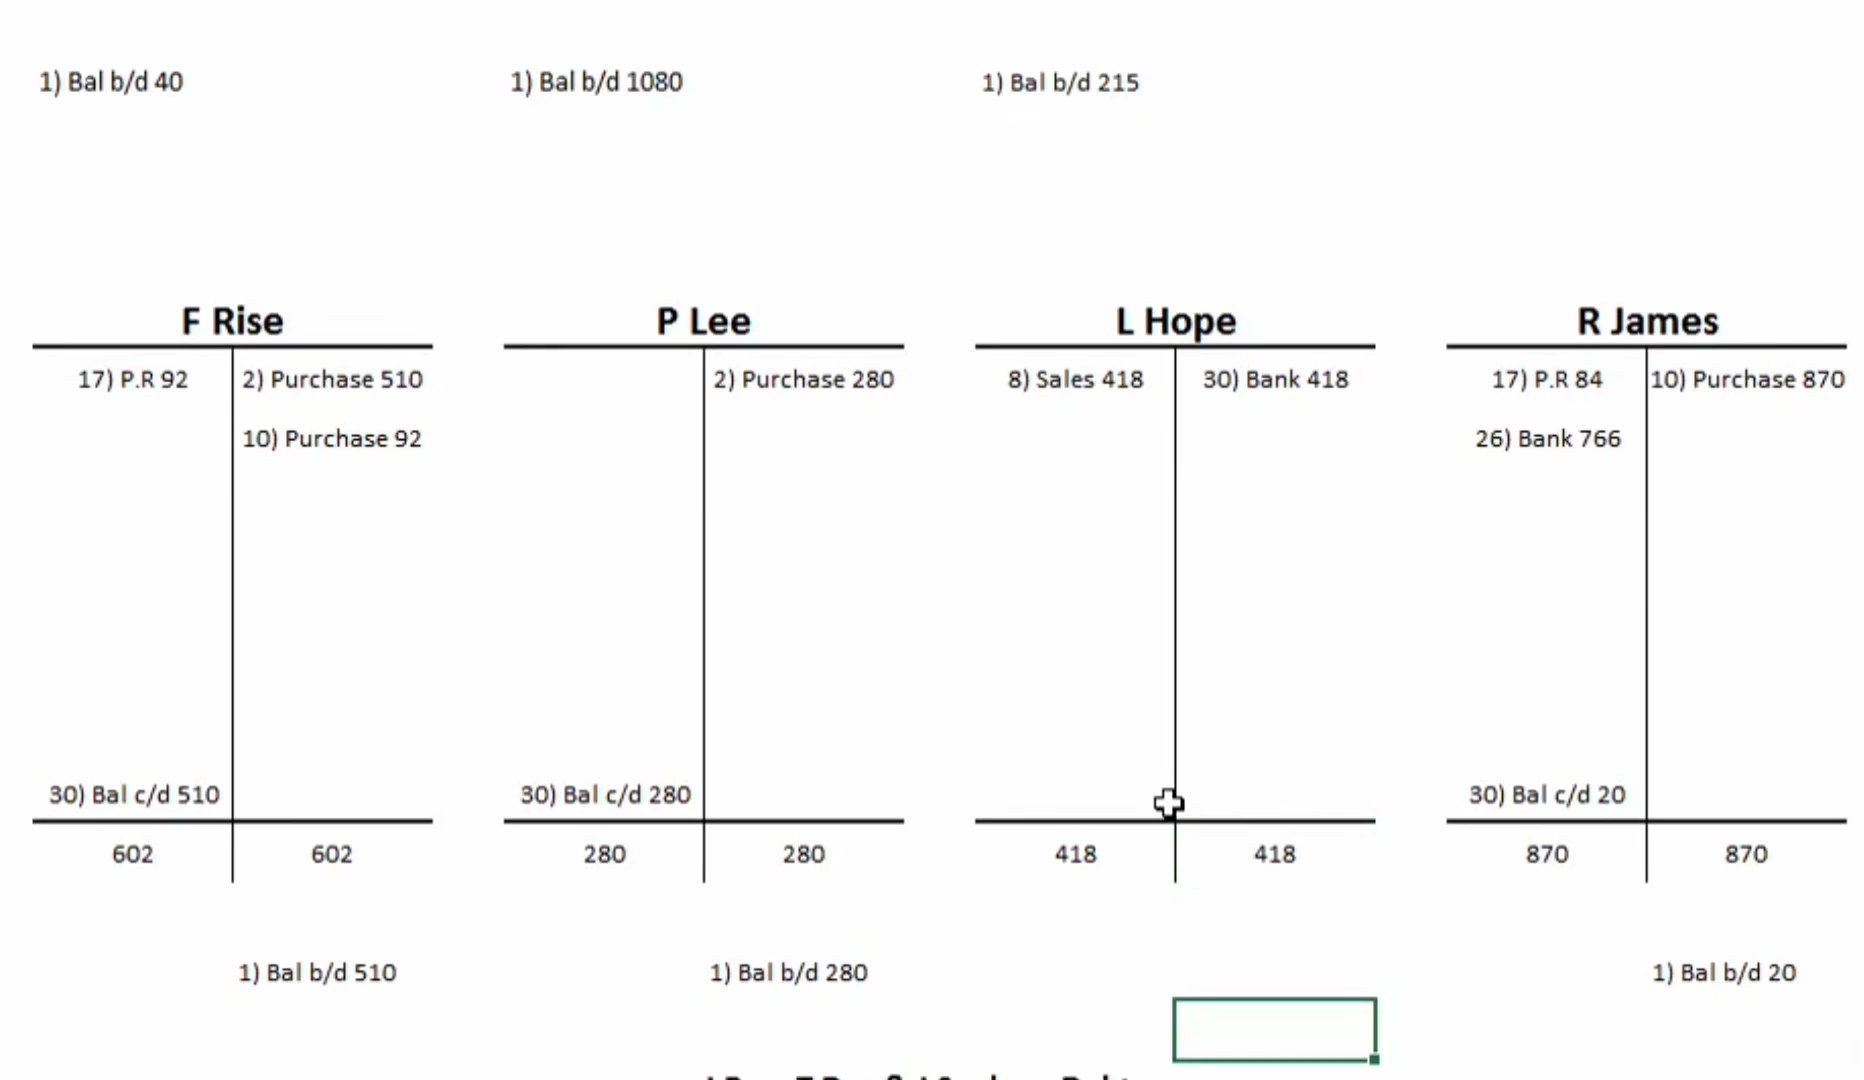 1) Bal b/d 40 1) Bal b/d 1080 1) Bal b/d 215
F Rise P Lee L Hope R James
17) P.R 92 2) Purchase 510 2) Purchase 280 8) Sales 418 30) Bank 418 17) P.R 84 10) Purchase 870
10) Purchase 92 26) Bank 766
30) Bal c/d 510 30) Bal c/d 280 30) Bal c/d 20
602 602 280 280 418 418 870 870
1) Bal b/d 510 1) Bal b/d 280 1) Bal b/d 20